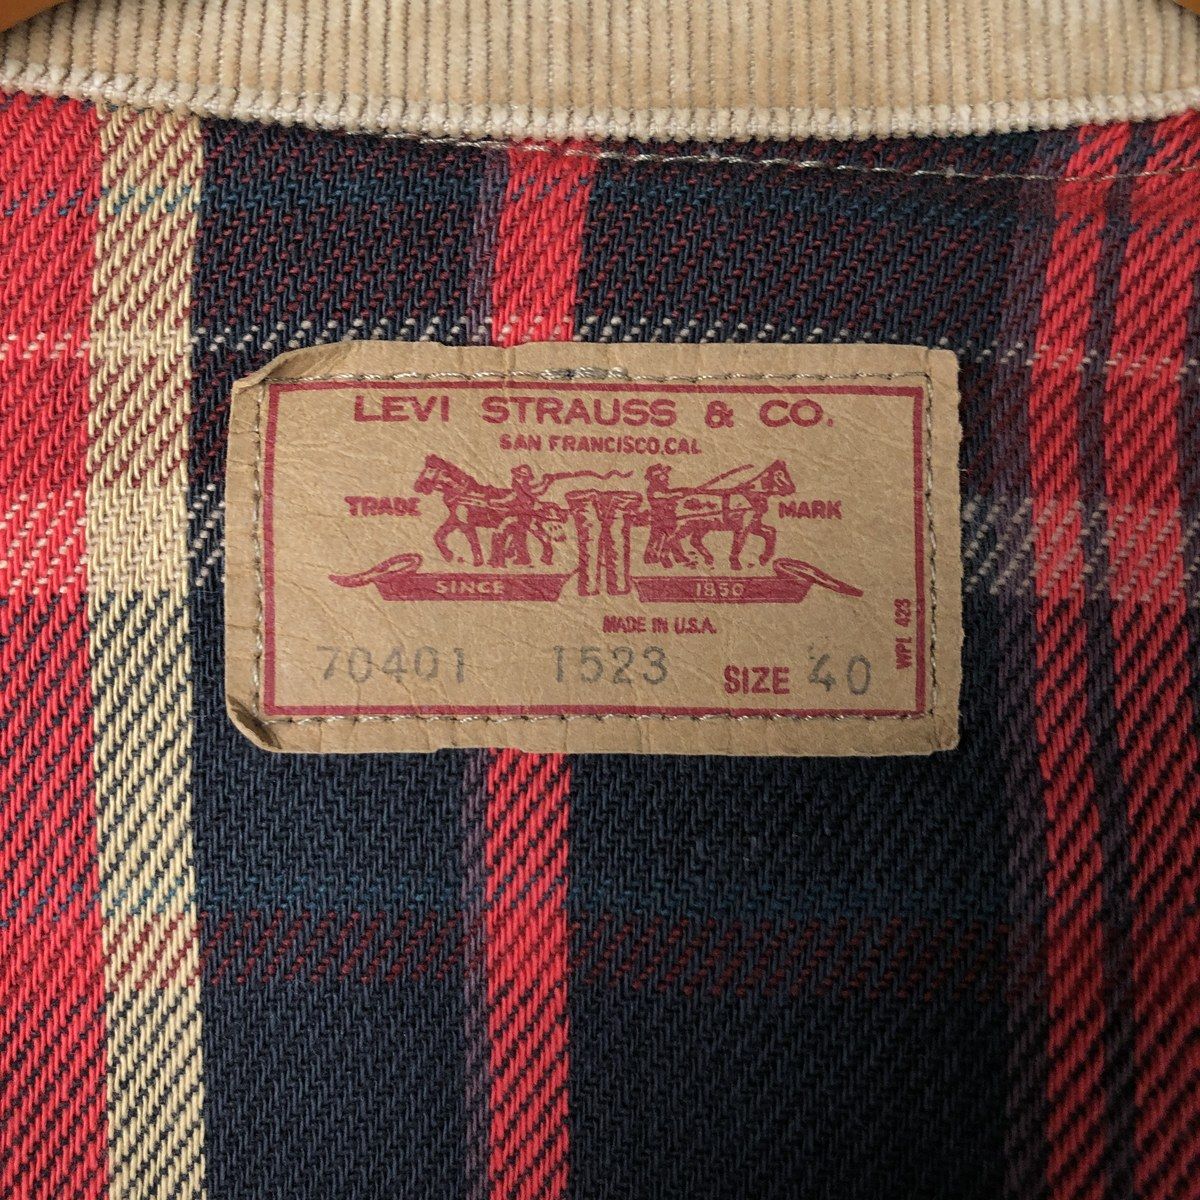 LEVI STRAUSS & CO.
SAN FRANCISCO, CAL
TRADE MARK
SINCE 1850
MADE IN U.S.A.
70401 1523 SIZE 40
WPL 423